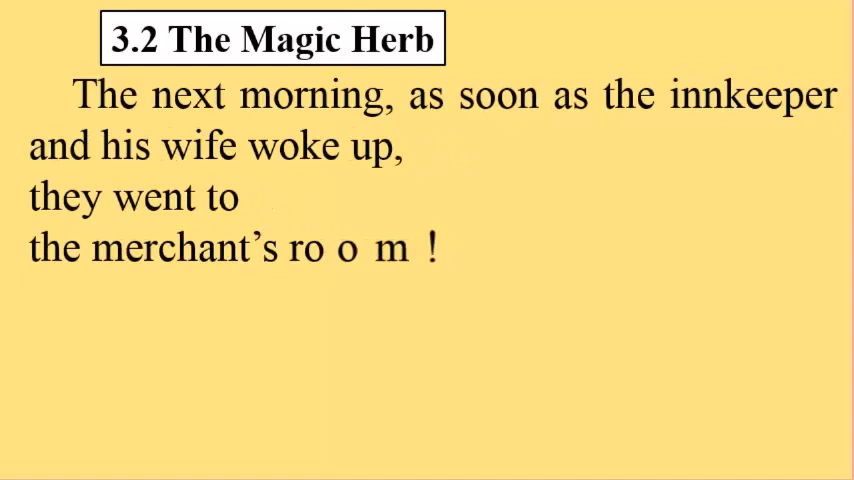 3.2 The Magic Herb
The next morning, as soon as the innkeeper
and his wife woke up,
they went to
the merchant’s ro o m !